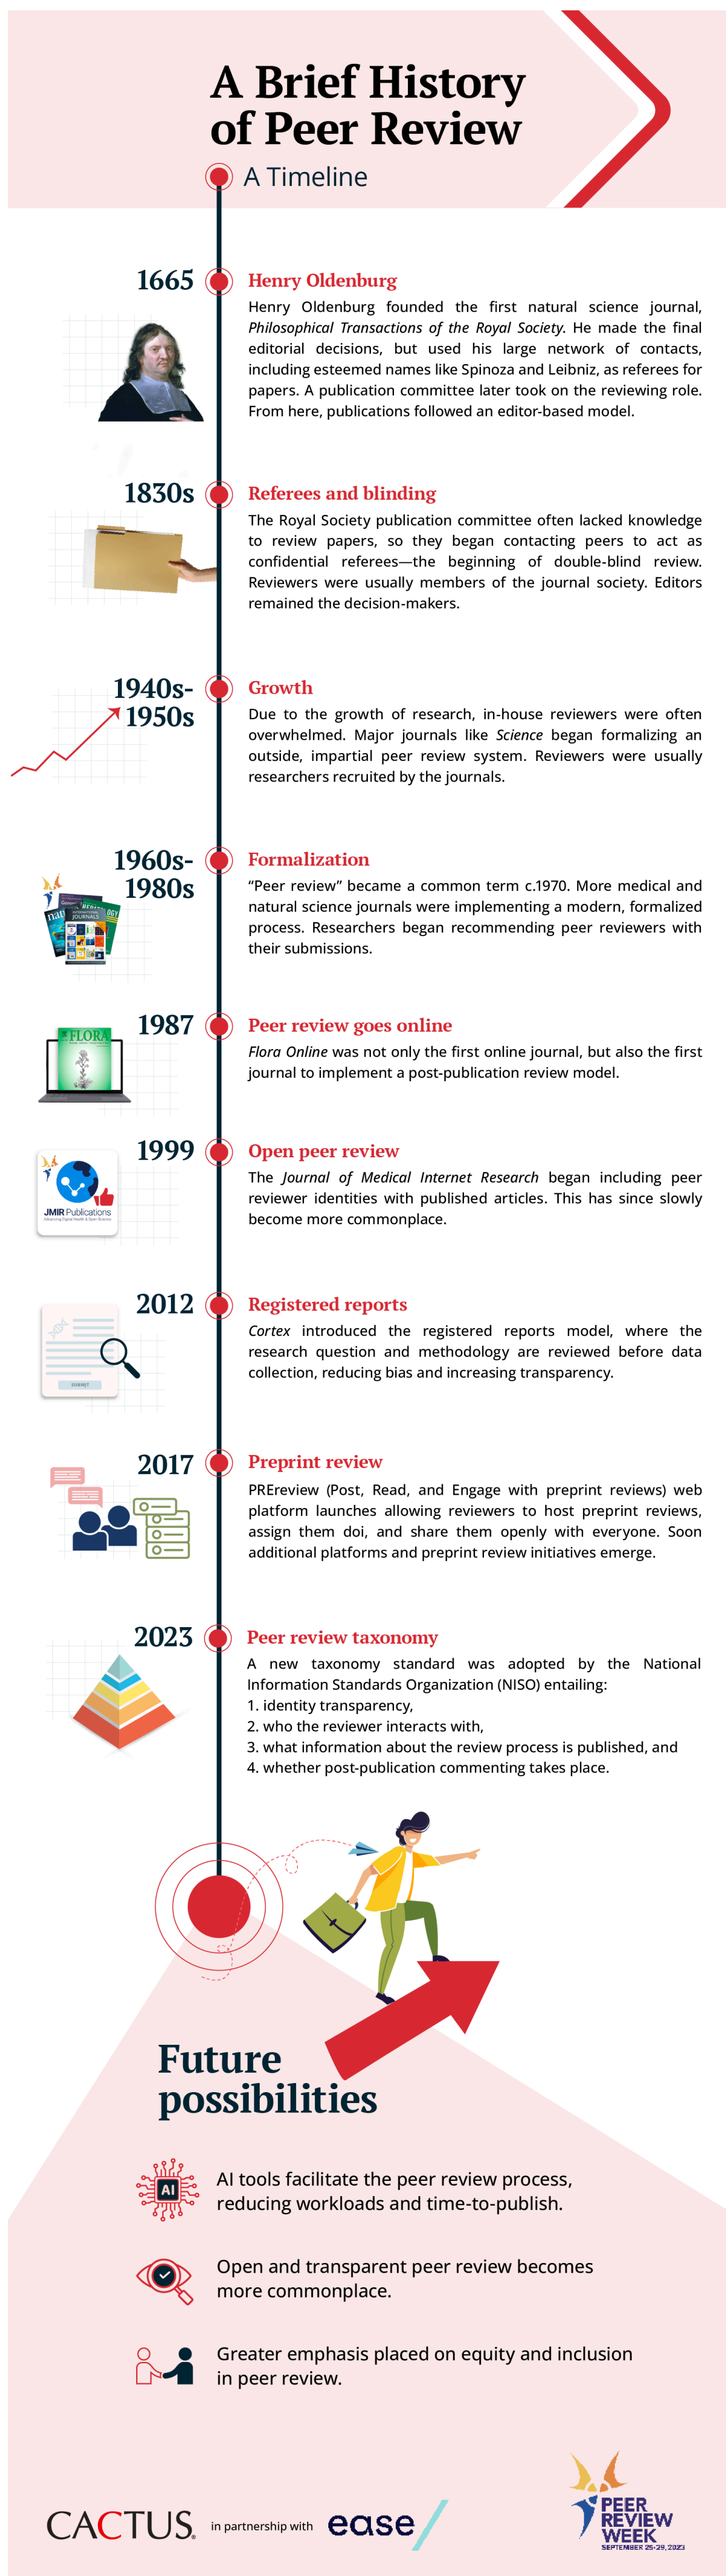 A Brief History
of Peer Review
A Timeline
1665
Henry Oldenburg
Henry Oldenburg founded the first natural science journal,
Philosophical Transactions of the Royal Society. He made the final
editorial decisions, but used his large network of contacts,
including esteemed names like Spinoza and Leibniz, as referees for
papers. A publication committee later took on the reviewing role.
From here, publications followed an editor-based model.
1830s
Referees and blinding
The Royal Society publication committee often lacked knowledge
to review papers, so they began contacting peers to act as
confidential referees—the beginning of double-blind review.
Reviewers were usually members of the journal society. Editors
remained the decision-makers.
1940s-
1950s
Growth
Due to the growth of research, in-house reviewers were often
overwhelmed. Major journals like Science began formalizing an
outside, impartial peer review system. Reviewers were usually
researchers recruited by the journals.
1960s-
1980s
Formalization
“Peer review” became a common term c.1970. More medical and
natural science journals were implementing a modern, formalized
process. Researchers began recommending peer reviewers with
their submissions.
JOURNALS
1987
FLORA
Peer review goes online
Flora Online was not only the first online journal, but also the first
journal to implement a post-publication review model.
1999
JMIR Publications
Advancing Digital Health & Open Science
Open peer review
The Journal of Medical Internet Research began including peer
reviewer identities with published articles. This has since slowly
become more commonplace.
2012
SUBMIT
Registered reports
Cortex introduced the registered reports model, where the
research question and methodology are reviewed before data
collection, reducing bias and increasing transparency.
2017
Preprint review
PREreview (Post, Read, and Engage with preprint reviews) web
platform launches allowing reviewers to host preprint reviews,
assign them doi, and share them openly with everyone. Soon
additional platforms and preprint review initiatives emerge.
2023
Peer review taxonomy
A new taxonomy standard was adopted by the National
Information Standards Organization (NISO) entailing:
1. identity transparency,
2. who the reviewer interacts with,
3. what information about the review process is published, and
4. whether post-publication commenting takes place.
Future
possibilities
AI
AI tools facilitate the peer review process,
reducing workloads and time-to-publish.
Open and transparent peer review becomes
more commonplace.
Greater emphasis placed on equity and inclusion
in peer review.
CACTUS
in partnership with
ease
PEER
REVIEW
WEEK
SEPTEMBER 25-29, 2023